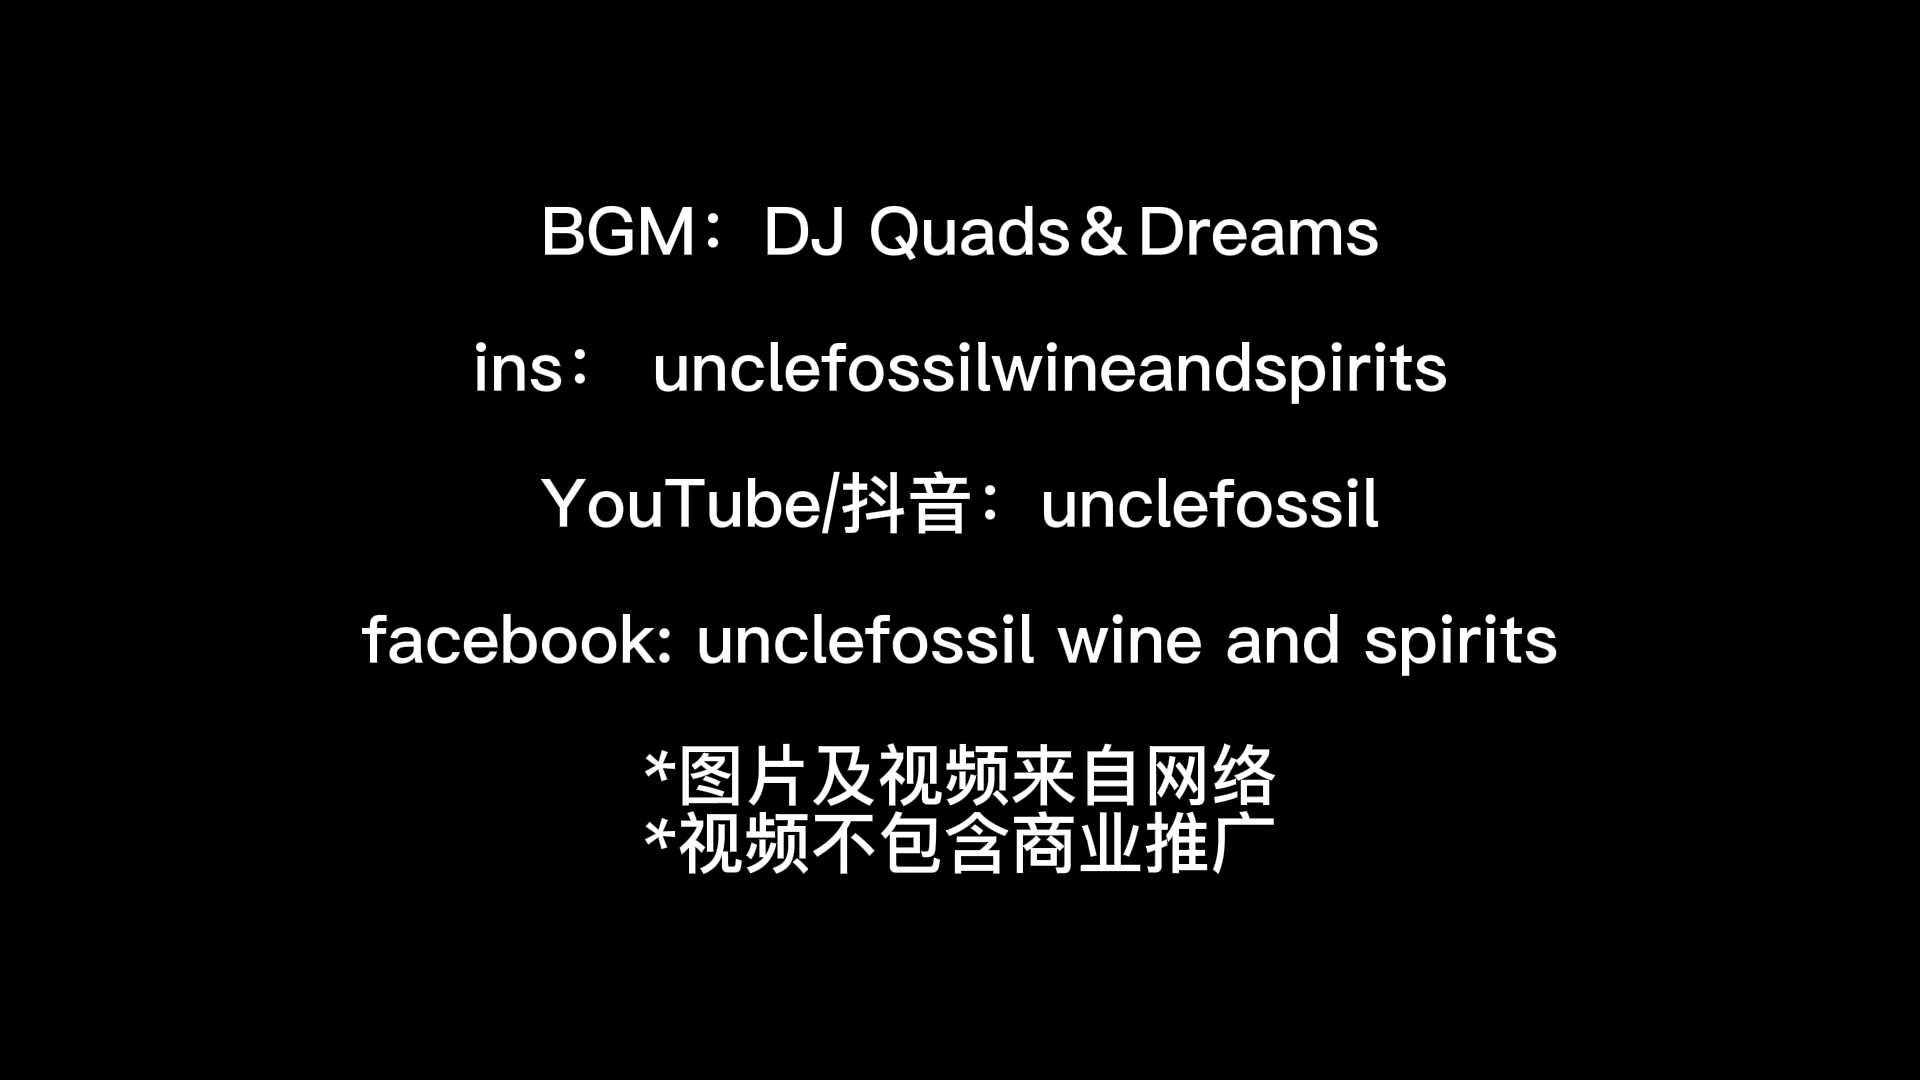 BGM：DJ Quads＆Dreams
ins： unclefossilwineandspirits
YouTube/抖音：unclefossil
facebook: unclefossil wine and spirits
*图片及视频来自网络
*视频不包含商业推广